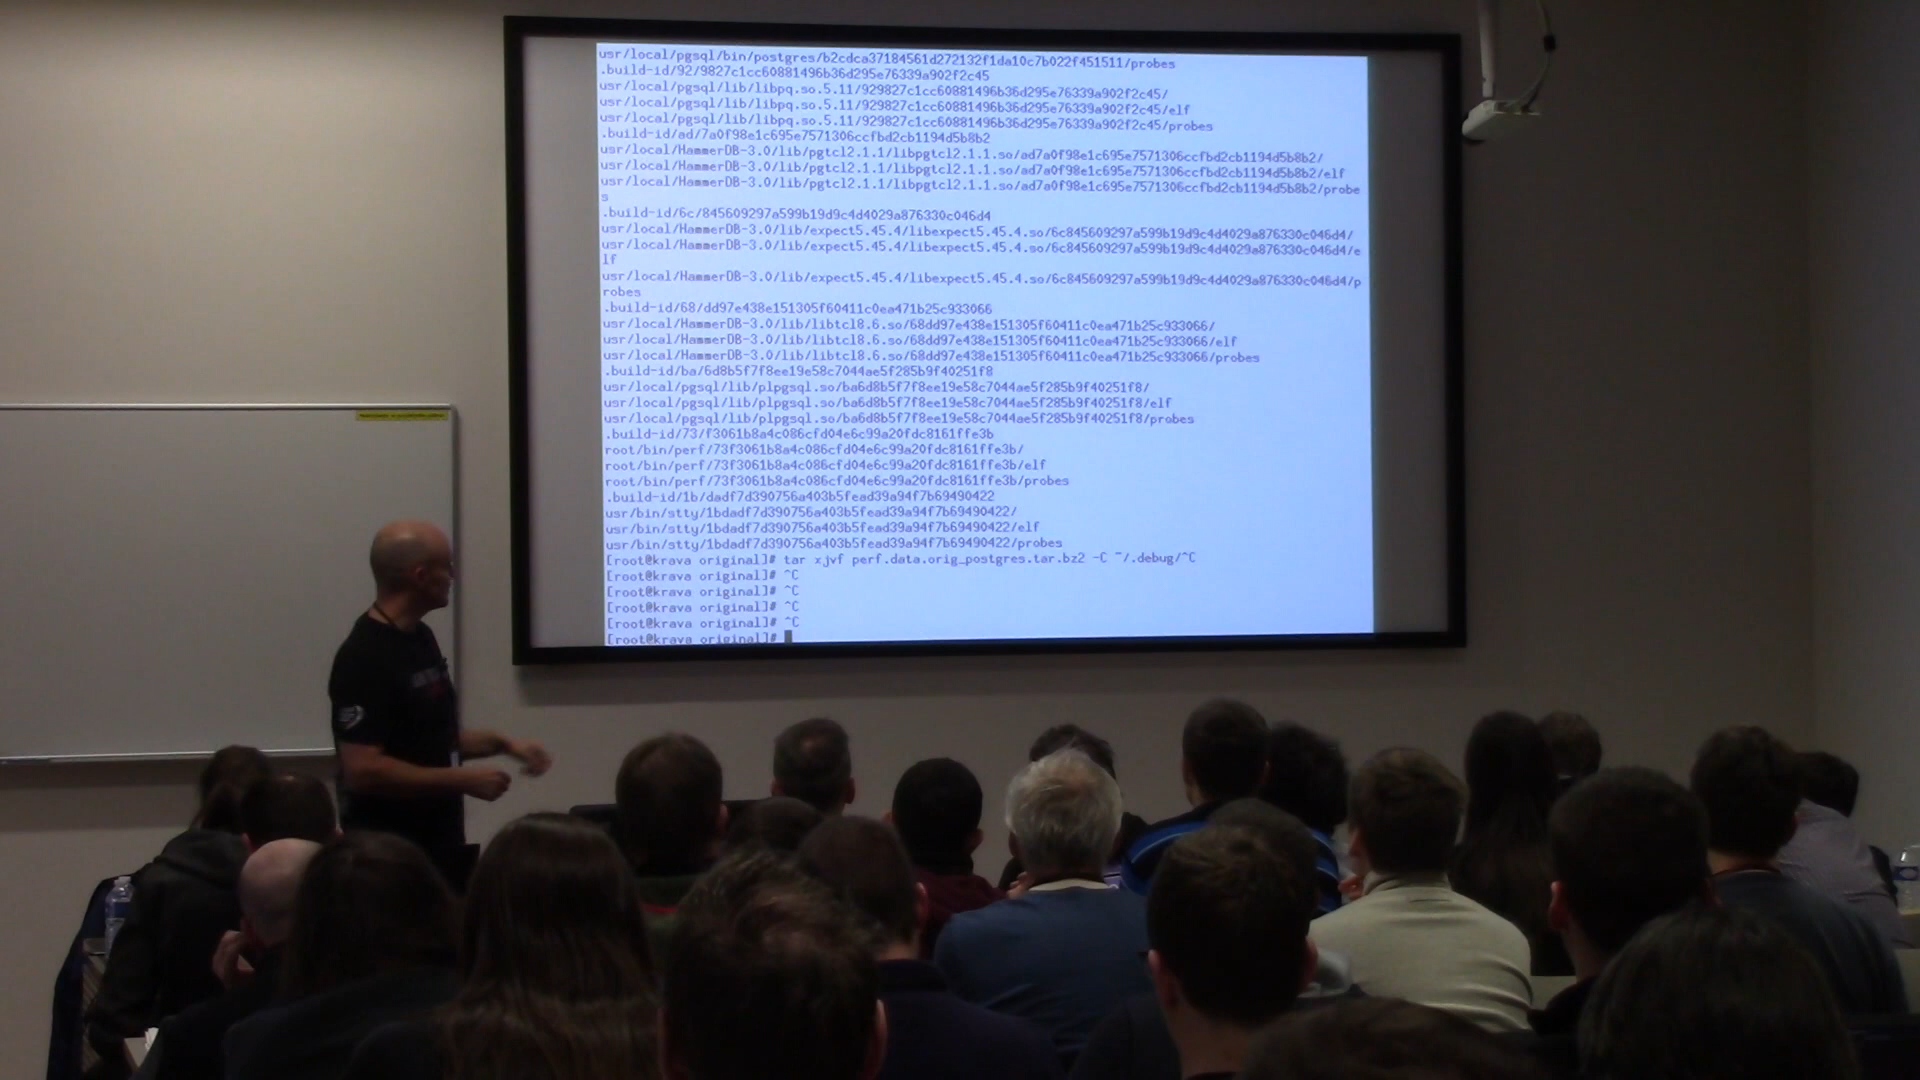 usr/local/pgsql/bin/postgres/b2cdca37184561d272132f1da10c7b022f451511/probes
.build-id/92/9827c1cc60881496b36d295e76339a902f2c45
usr/local/pgsql/lib/libpq.so.5.11/929827c1cc60881496b36d295e76339a902f2c45/
usr/local/pgsql/lib/libpq.so.5.11/929827c1cc60881496b36d295e76339a902f2c45/elf
usr/local/pgsql/lib/libpq.so.5.11/929827c1cc60881496b36d295e76339a902f2c45/probes
.build-id/ad/7a0f98e1c695e7571306ccfbd2cb1194d5b8b2
usr/local/HammerDB-3.0/lib/pgtcl2.1.1/libpgtcl2.1.1.so/ad7a0f98e1c695e7571306ccfbd2cb1194d5b8b2/
usr/local/HammerDB-3.0/lib/pgtcl2.1.1/libpgtcl2.1.1.so/ad7a0f98e1c695e7571306ccfbd2cb1194d5b8b2/elf
usr/local/HammerDB-3.0/lib/pgtcl2.1.1/libpgtcl2.1.1.so/ad7a0f98e1c695e7571306ccfbd2cb1194d5b8b2/probe
s
.build-id/6c/845609297a599b19d9c4d4029a876330c046d4
usr/local/HammerDB-3.0/lib/expect5.45.4/libexpect5.45.4.so/6c845609297a599b19d9c4d4029a876330c046d4/
usr/local/HammerDB-3.0/lib/expect5.45.4/libexpect5.45.4.so/6c845609297a599b19d9c4d4029a876330c046d4/e
lf
usr/local/HammerDB-3.0/lib/expect5.45.4/libexpect5.45.4.so/6c845609297a599b19d9c4d4029a876330c046d4/p
robes
.build-id/68/dd97e438e151305f60411c0ea471b25c933066
usr/local/HammerDB-3.0/lib/libtcl8.6.so/68dd97e438e151305f60411c0ea471b25c933066/
usr/local/HammerDB-3.0/lib/libtcl8.6.so/68dd97e438e151305f60411c0ea471b25c933066/elf
usr/local/HammerDB-3.0/lib/libtcl8.6.so/68dd97e438e151305f60411c0ea471b25c933066/probes
.build-id/ba/6d8b5f7f8ee19e58c7044ae5f285b9f40251f8
usr/local/pgsql/lib/plpgsql.so/ba6d8b5f7f8ee19e58c7044ae5f285b9f40251f8/
usr/local/pgsql/lib/plpgsql.so/ba6d8b5f7f8ee19e58c7044ae5f285b9f40251f8/elf
usr/local/pgsql/lib/plpgsql.so/ba6d8b5f7f8ee19e58c7044ae5f285b9f40251f8/probes
.build-id/73/f3061b8a4c086cfd04e6c99a20fdc8161ffe3b
root/bin/perf/73f3061b8a4c086cfd04e6c99a20fdc8161ffe3b/
root/bin/perf/73f3061b8a4c086cfd04e6c99a20fdc8161ffe3b/elf
root/bin/perf/73f3061b8a4c086cfd04e6c99a20fdc8161ffe3b/probes
.build-id/1b/dadf7d390756a403b5fead39a94f7b69490422
usr/bin/stty/1bdadf7d390756a403b5fead39a94f7b69490422/
usr/bin/stty/1bdadf7d390756a403b5fead39a94f7b69490422/elf
usr/bin/stty/1bdadf7d390756a403b5fead39a94f7b69490422/probes
[root@krava original]# tar xjvf perf.data.orig_postgres.tar.bz2 -C ~/.debug/^C
[root@krava original]# ^C
[root@krava original]# ^C
[root@krava original]# ^C
[root@krava original]# ^C
[root@krava original]#